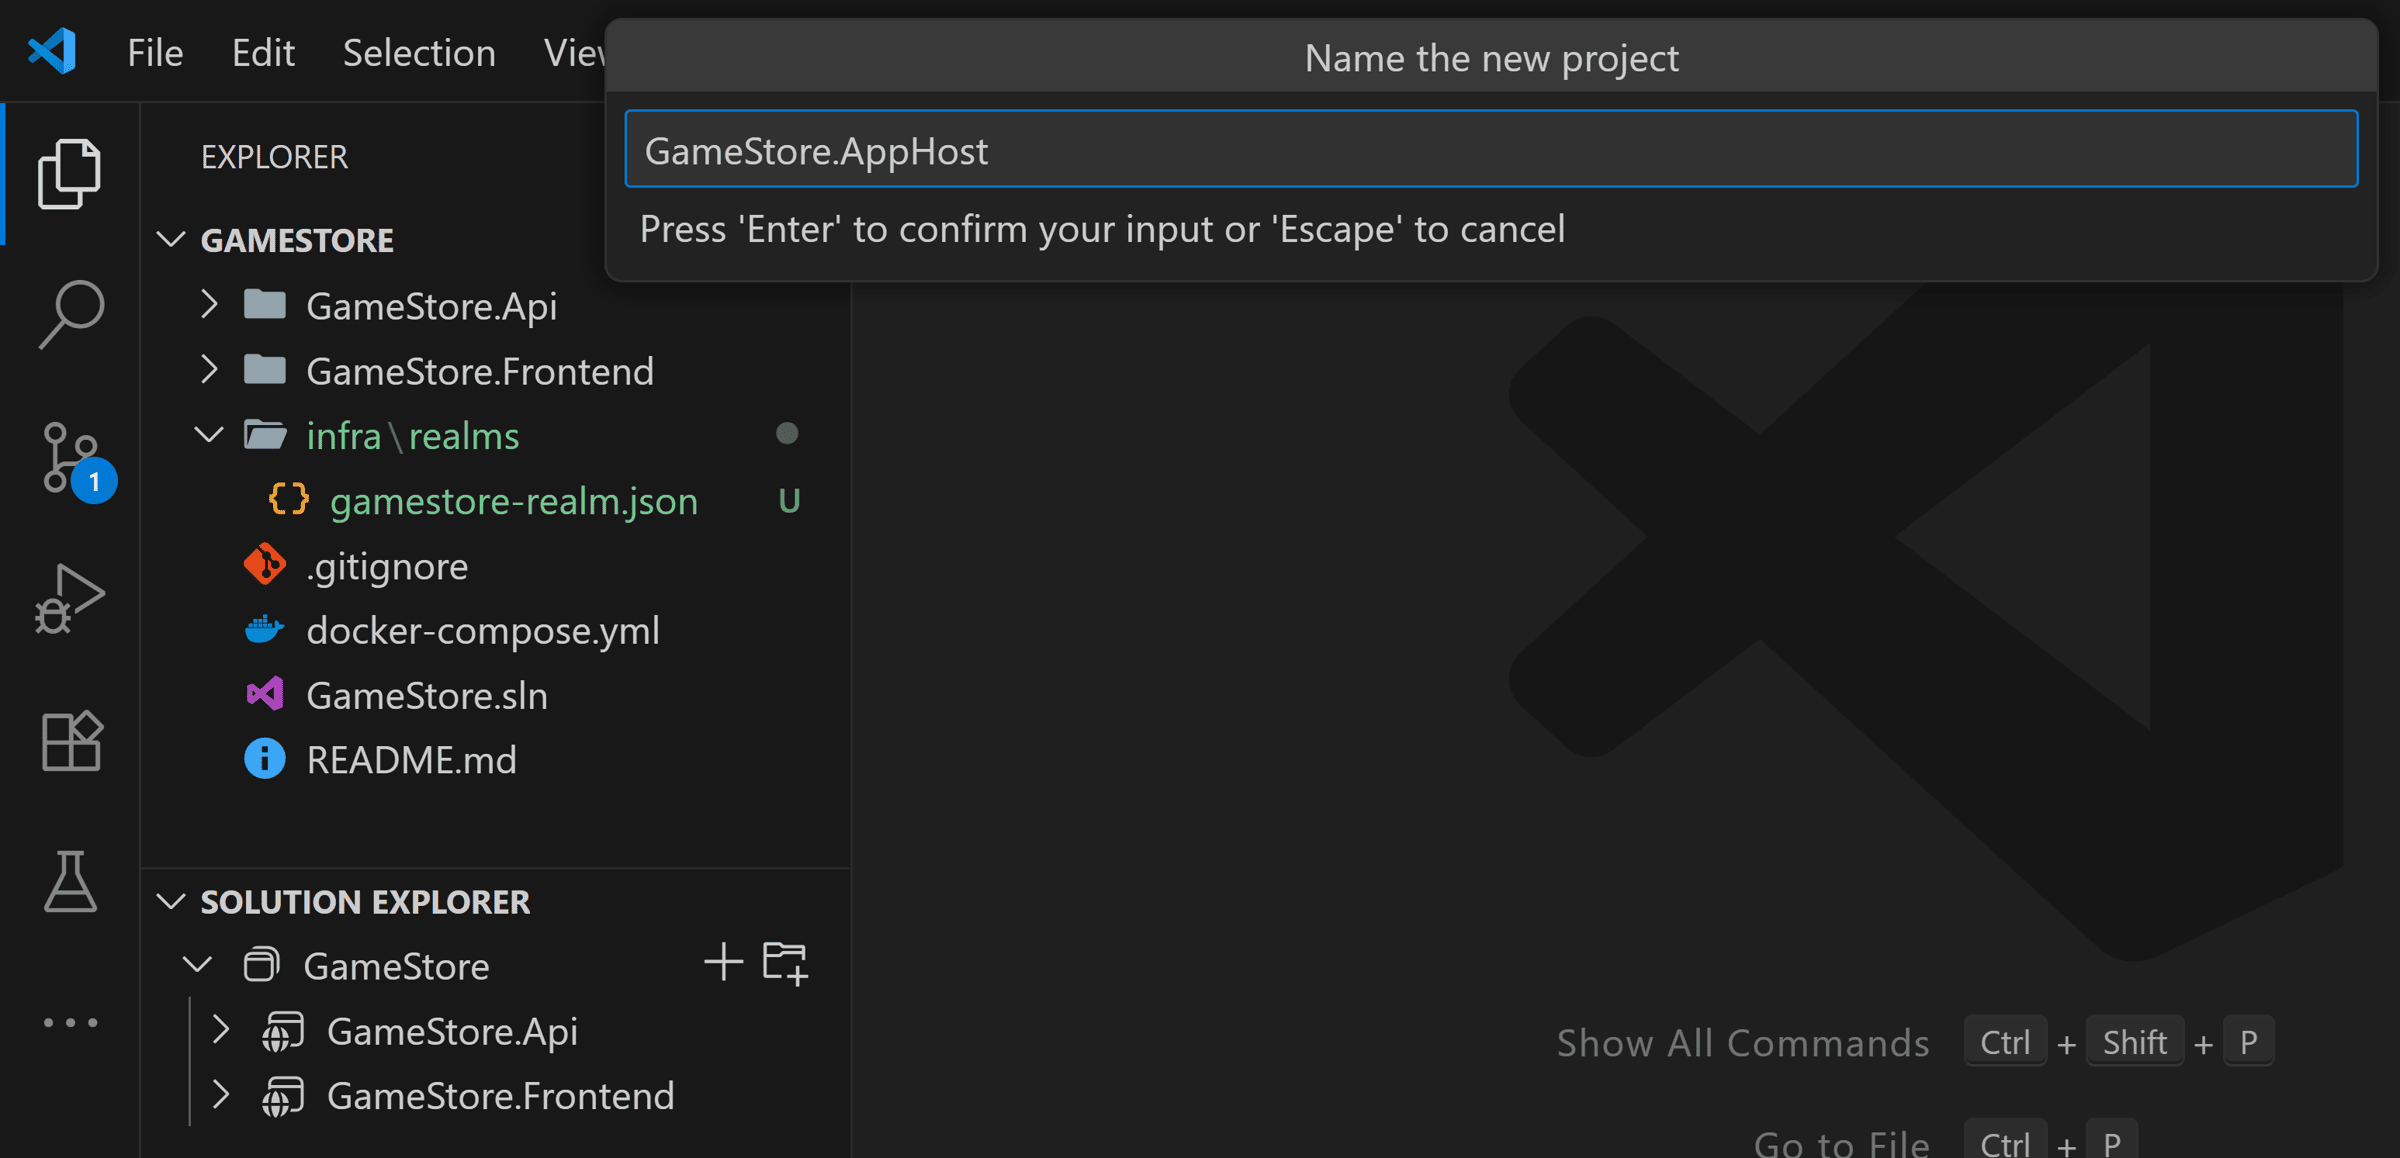 File Edit Selection View
Name the new project
GameStore.AppHost
Press 'Enter' to confirm your input or 'Escape' to cancel
EXPLORER
GAMESTORE
GameStore.Api
GameStore.Frontend
infra\realms
gamestore-realm.json U
.gitignore
docker-compose.yml
GameStore.sln
README.md
1
SOLUTION EXPLORER
GameStore
GameStore.Api
GameStore.Frontend
Show All Commands Ctrl + Shift + P
Go to File Ctrl + P